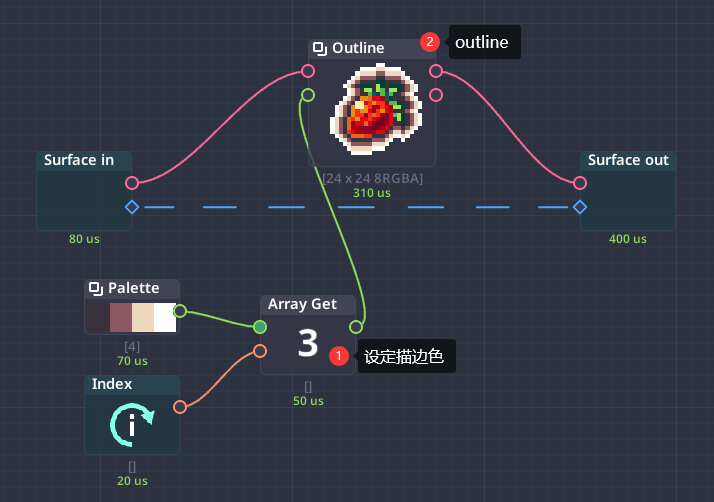 Outline
2
outline
Surface in
Surface out
[24 x 24 8RGBA]
310 us
80 us
400 us
Palette
Array Get
3
1
设定描边色
[4]
70 us
Index
[]
50 us
i
[]
20 us